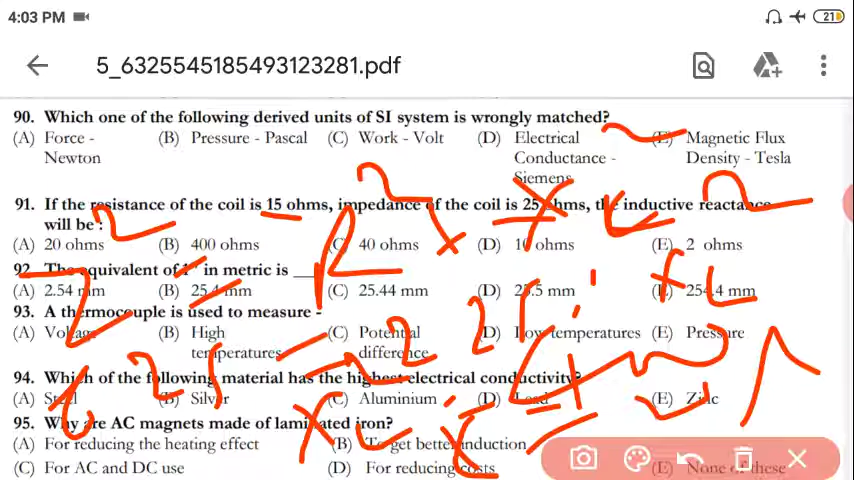 4:03 PM 21
5_6325545185493123281.pdf
90. Which one of the following derived units of SI system is wrongly matched?
(A) Force - Newton (B) Pressure - Pascal (C) Work - Volt (D) Electrical Conductance - Siemens (E) Magnetic Flux Density - Tesla
91. If the resistance of the coil is 15 ohms, impedance of the coil is 25 ohms, the inductive reactance will be :
(A) 20 ohms (B) 400 ohms (C) 40 ohms (D) 10 ohms (E) 2 ohms
92. The equivalent of 1" in metric is
(A) 2.54 mm (B) 25.4 mm (C) 25.44 mm (D) 25.5 mm (E) 254.4 mm
93. A thermocouple is used to measure -
(A) Voltage (B) High temperatures (C) Potential difference (D) Low temperatures (E) Pressure
94. Which of the following material has the highest electrical conductivity?
(A) Steel (B) Silver (C) Aluminium (D) Lead (E) Zinc
95. Why are AC magnets made of laminated iron?
(A) For reducing the heating effect (B) To get better induction
(C) For AC and DC use (D) For reducing costs (E) None of these